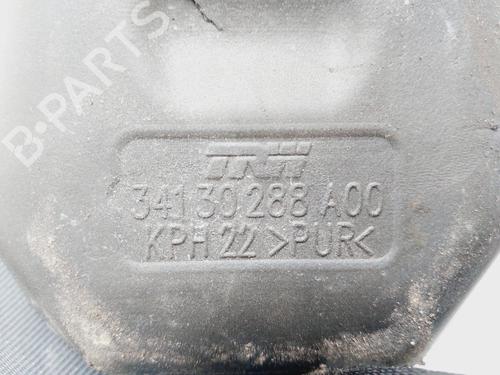 B-PARTS
TRW
34130288 A00
KPH 22 >PUR<